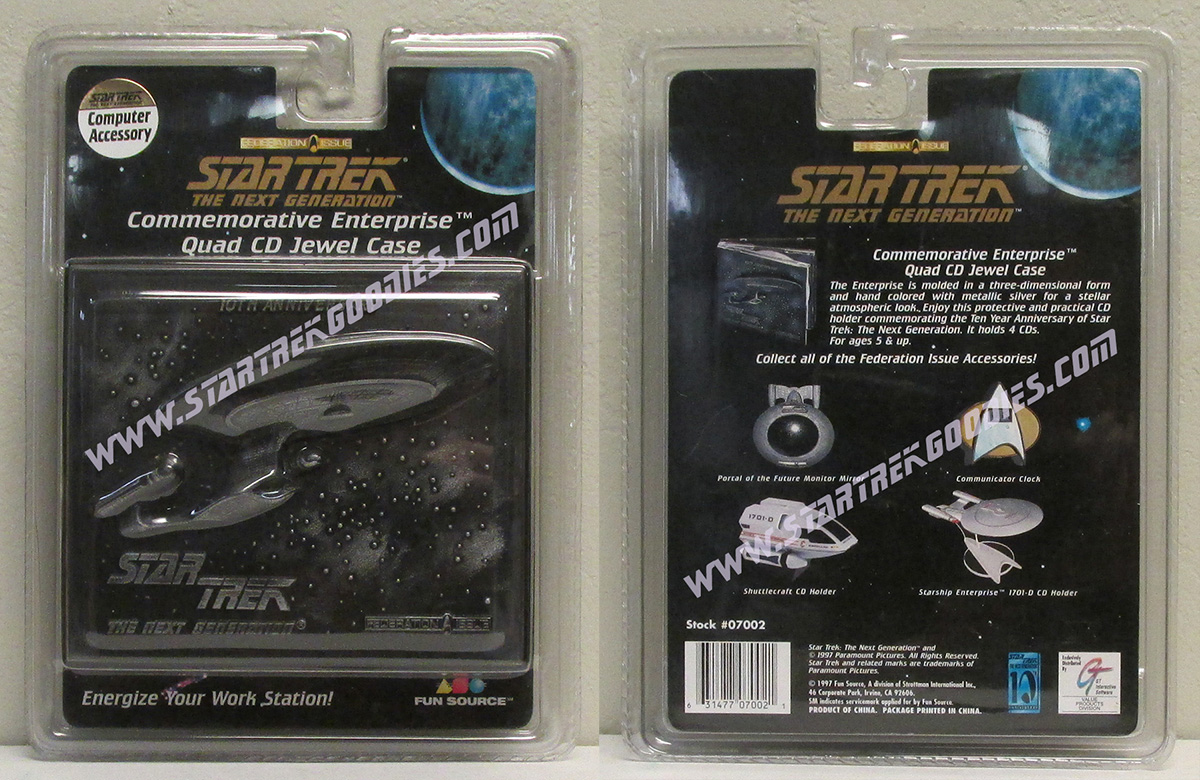 STAR TREK
THE NEXT GENERATION
Computer
Accessory
FEDERATION ISSUE
STAR TREK®
THE NEXT GENERATION™
Commemorative Enterprise™
Quad CD Jewel Case
WWW.STARTREKGOODIES.COM
10TH ANNIVER
STAR
TREK
THE NEXT GENERATION®
FEDERATION ISSUE
Energize Your Work Station!
FUN SOURCE™
FEDERATION ISSUE
STAR TREK®
THE NEXT GENERATION™
Commemorative Enterprise™
Quad CD Jewel Case
The Enterprise is molded in a three-dimensional form
and hand colored with metallic silver for a stellar
atmospheric look. Enjoy this protective and practical CD
holder commemorating the Ten Year Anniversary of Star
Trek: The Next Generation. It holds 4 CDs.
For ages 5 & up.
Collect all of the Federation Issue Accessories!
WWW.STARTREKGOODIES.COM
Portal of the Future Monitor Mirror
Communicator Clock
1701-D
Shuttlecraft CD Holder
Starship Enterprise™ 1701-D CD Holder
Stock #07002
6 31477 07002 1
Star Trek: The Next Generation and
© 1997 Paramount Pictures. All Rights Reserved.
Star Trek and related marks are trademarks of
Paramount Pictures.
© 1997 Fun Source, A division of Strottman International Inc.,
46 Corporate Park, Irvine, CA 92606.
SM indicates servicemark applied for by Fun Source.
PRODUCT OF CHINA. PACKAGE PRINTED IN CHINA.
10
Exclusively
Distributed
By
GT
GT Interactive
Software
VALUE
PRODUCTS
DIVISION